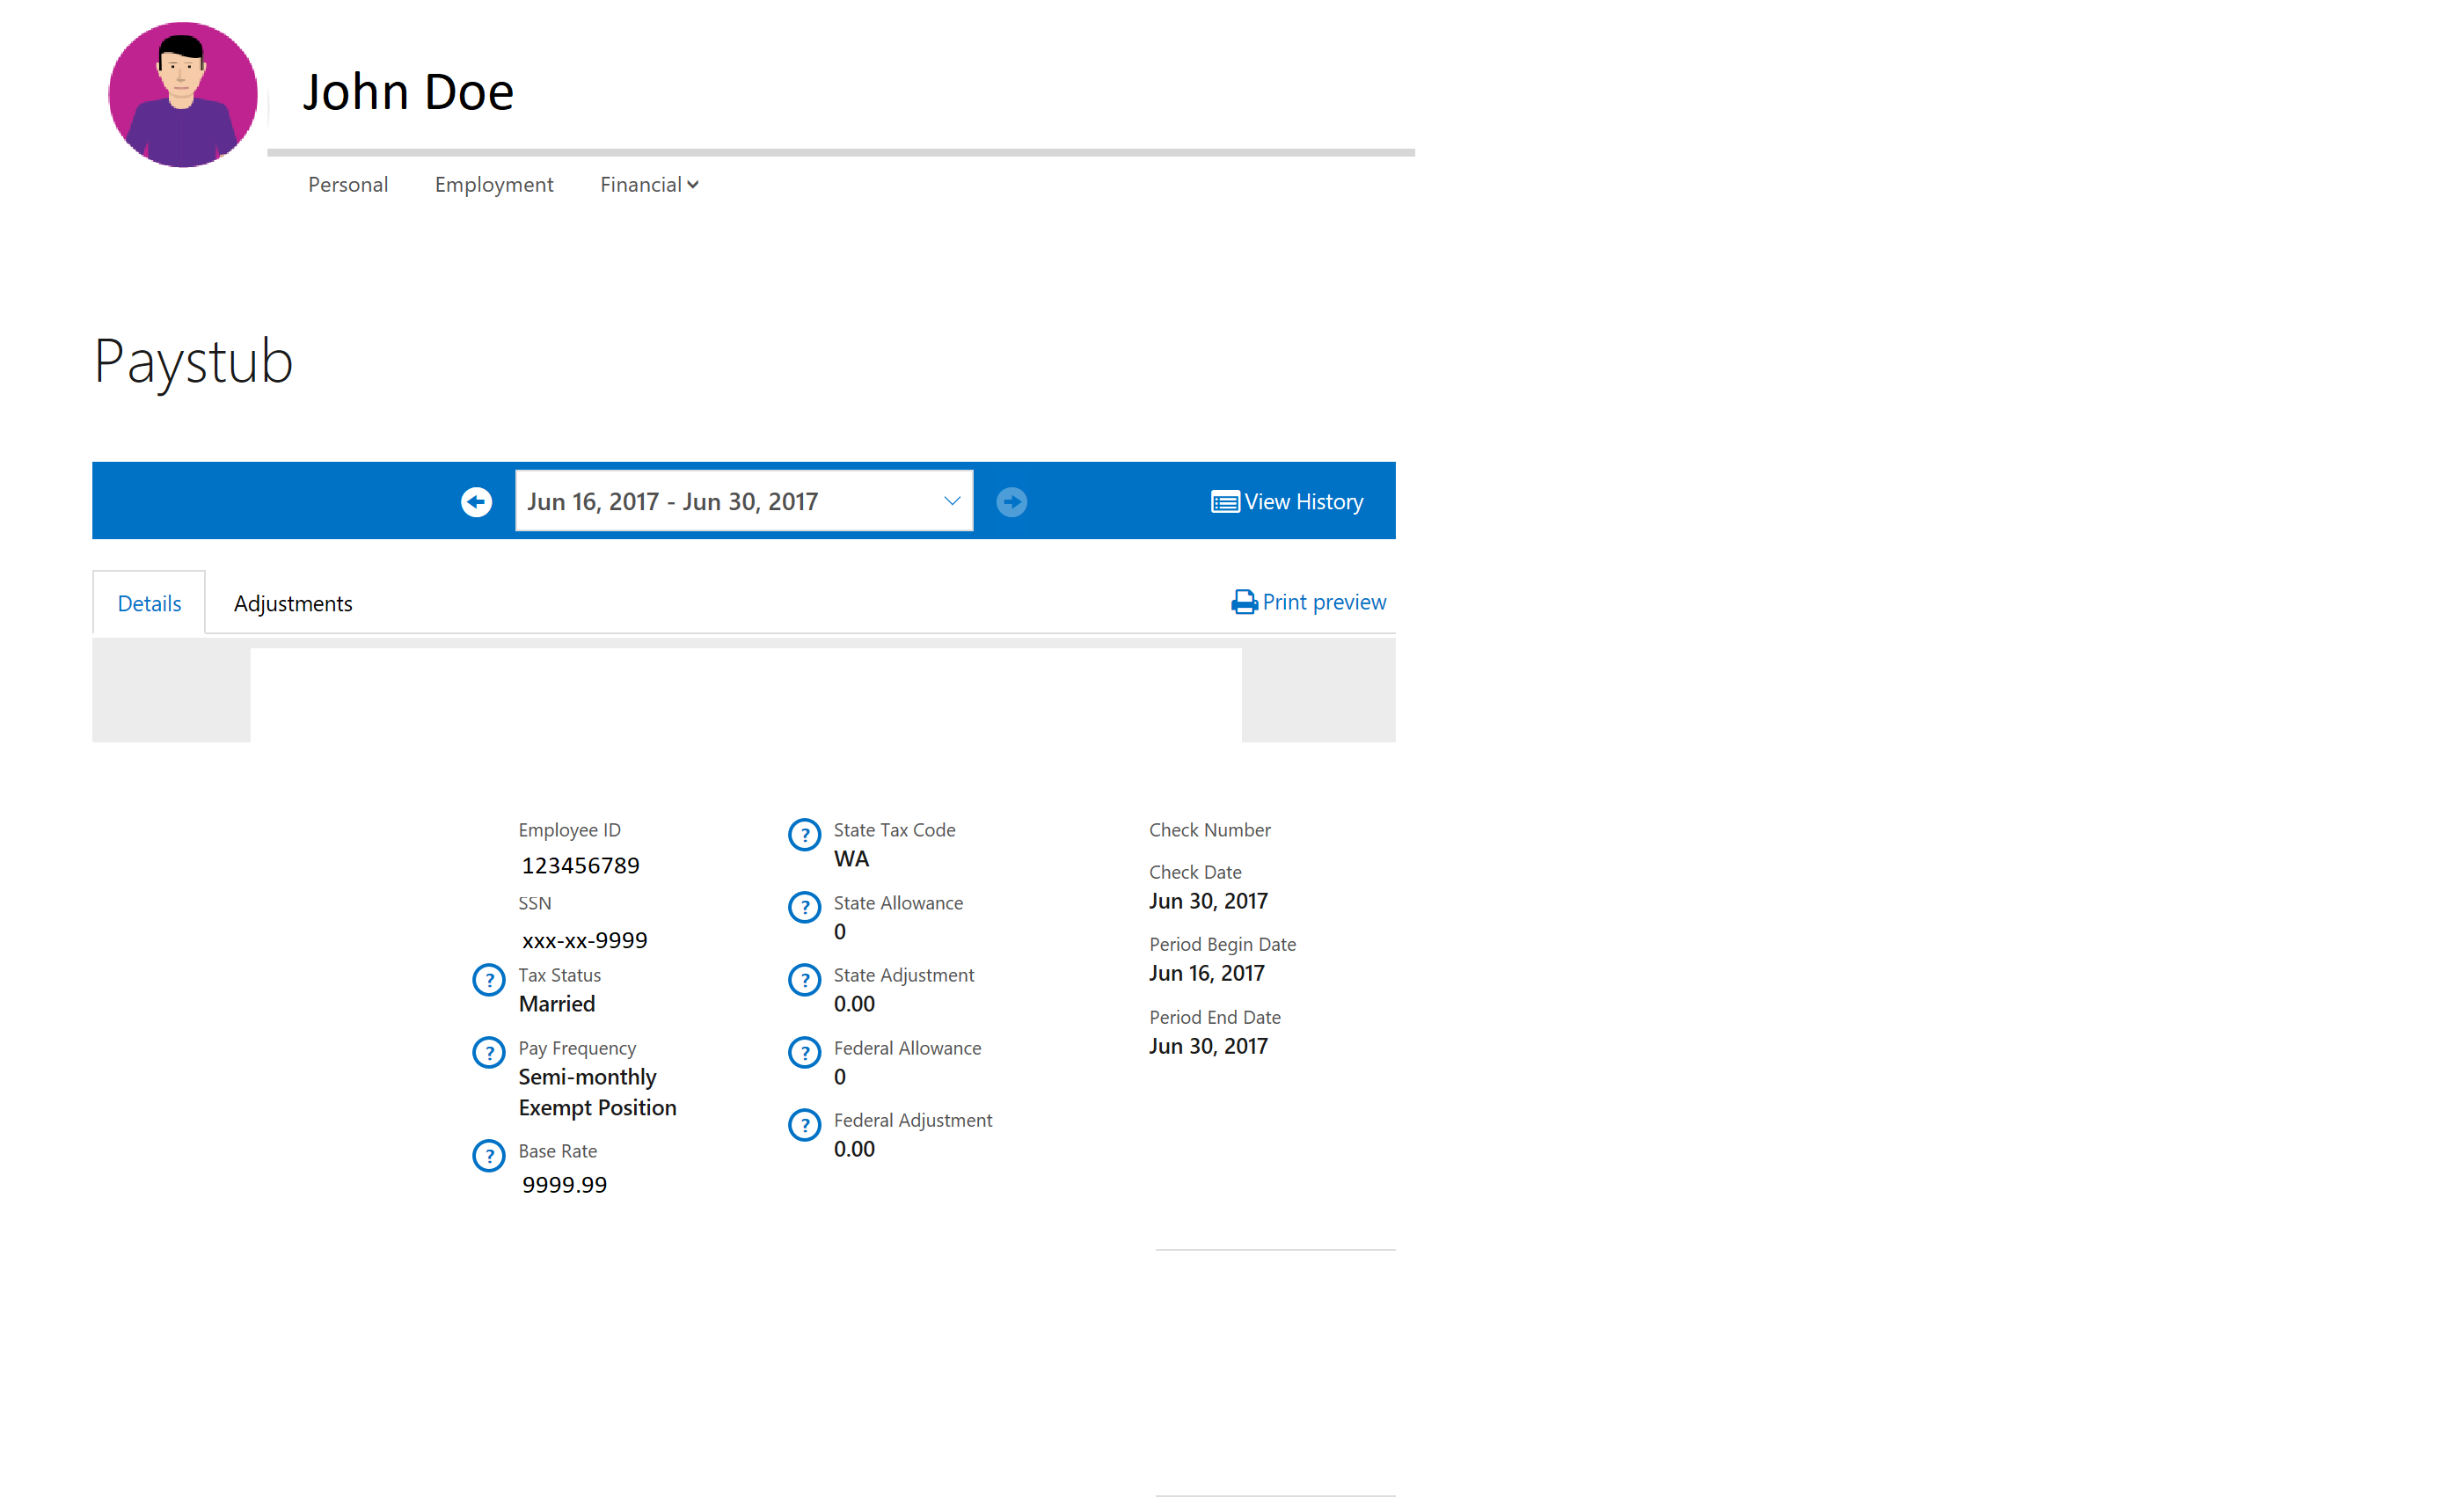 John Doe
Personal Employment Financial
Paystub
Jun 16, 2017 - Jun 30, 2017
View History
Details Adjustments
Print preview
Employee ID
123456789
SSN
xxx-xx-9999
? Tax Status
Married
? Pay Frequency
Semi-monthly
Exempt Position
? Base Rate
9999.99
? State Tax Code
WA
? State Allowance
0
? State Adjustment
0.00
? Federal Allowance
0
? Federal Adjustment
0.00
Check Number
Check Date
Jun 30, 2017
Period Begin Date
Jun 16, 2017
Period End Date
Jun 30, 2017